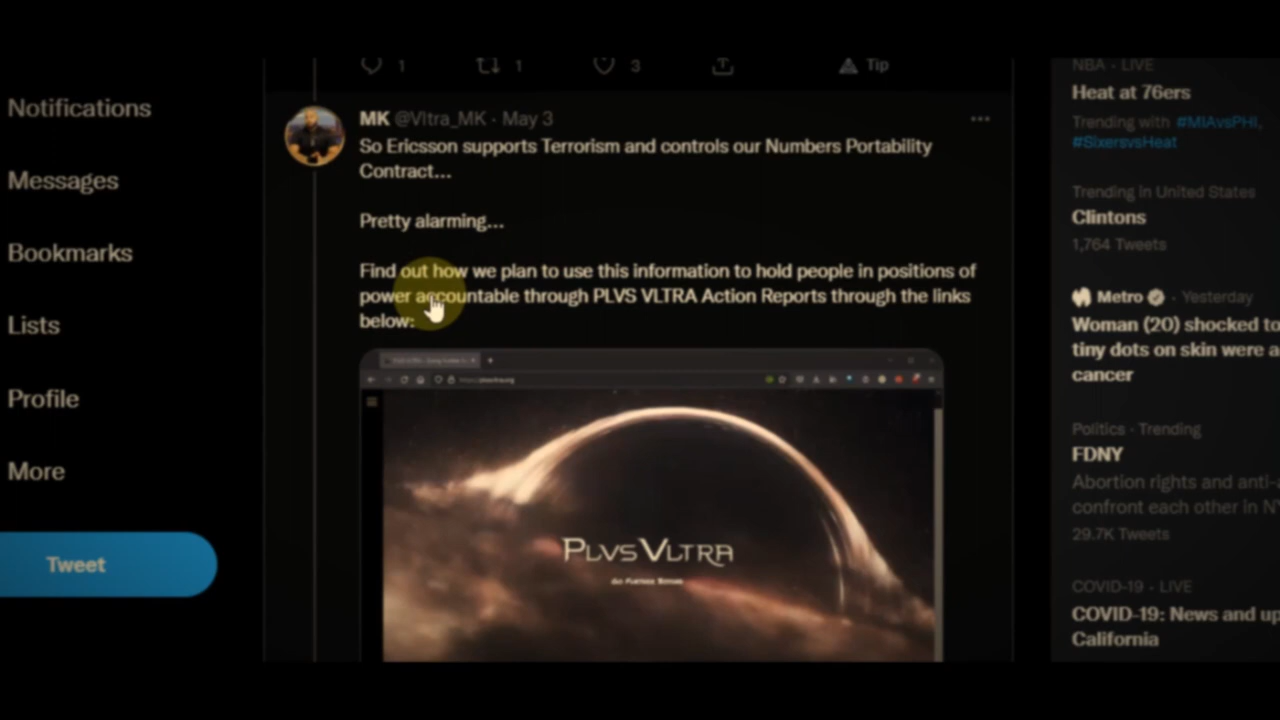 Notifications
Messages
Bookmarks
Lists
Profile
More
Tweet
1
1
3
Tip
MK @Vltra_MK · May 3
So Ericsson supports Terrorism and controls our Numbers Portability
Contract...
Pretty alarming...
Find out how we plan to use this information to hold people in positions of
power accountable through PLVS VLTRA Action Reports through the links
below:
PLVS VLTRA
NBA · LIVE
Heat at 76ers
Trending with #MIAvsPHI,
#SixersvsHeat
Trending in United States
Clintons
1,764 Tweets
Metro · Yesterday
Woman (20) shocked to
tiny dots on skin were a
cancer
Politics · Trending
FDNY
Abortion rights and anti-a
confront each other in N
29.7K Tweets
COVID-19 · LIVE
COVID-19: News and up
California